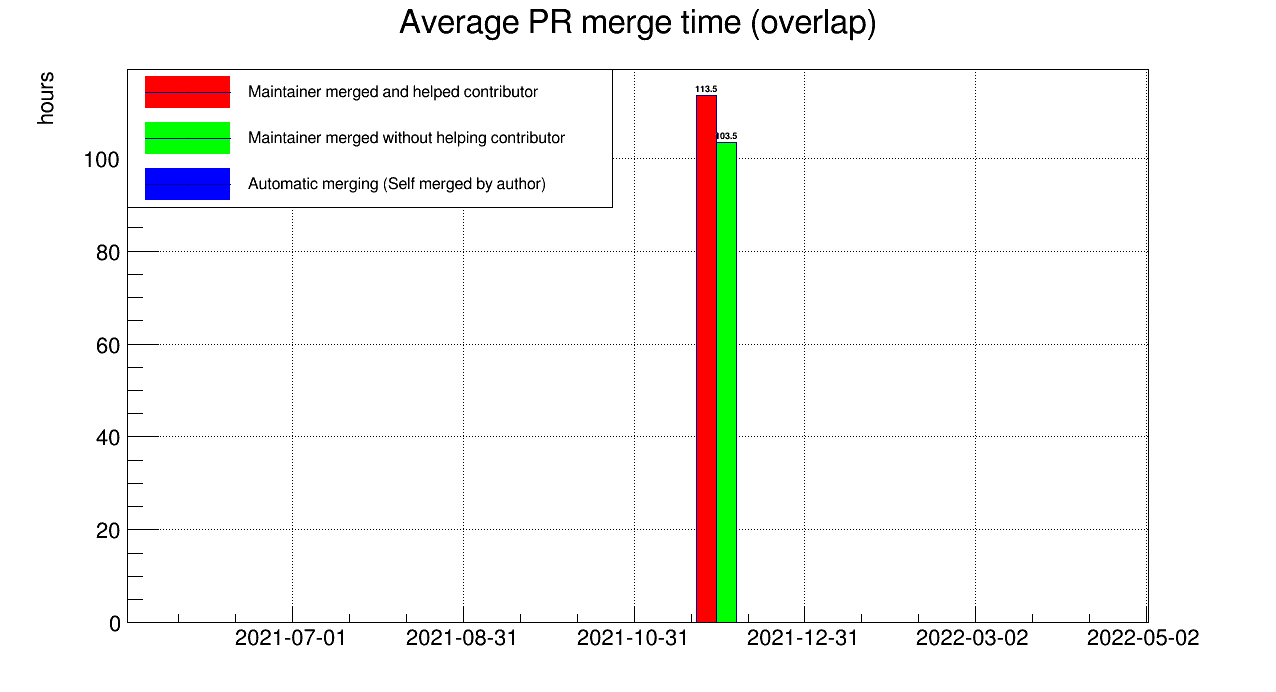 Average PR merge time (overlap)
hours
Maintainer merged and helped contributor
Maintainer merged without helping contributor
Automatic merging (Self merged by author)
113.5
103.5
100
80
60
40
20
0
2021-07-01
2021-08-31
2021-10-31
2021-12-31
2022-03-02
2022-05-02